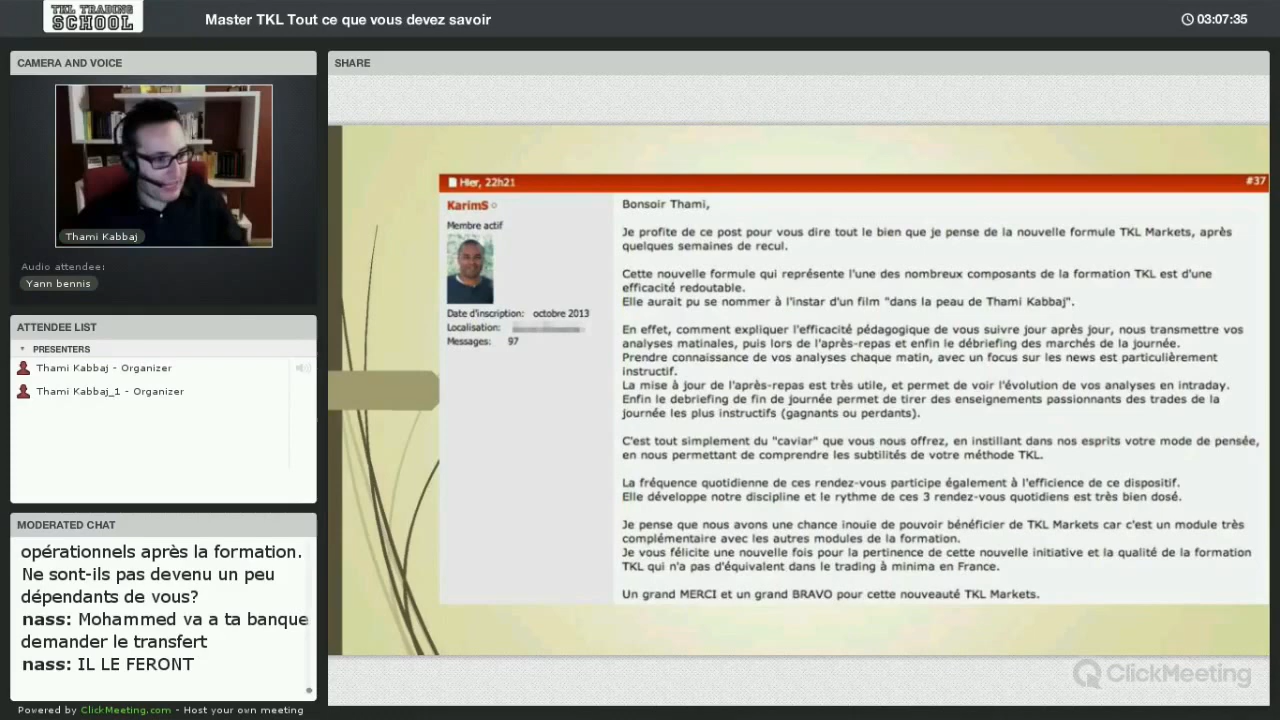 TKL TRADING
SCHOOL
Master TKL Tout ce que vous devez savoir
03:07:35
CAMERA AND VOICE
Thami Kabbaj
Audio attendee:
Yann bennis
ATTENDEE LIST
PRESENTERS
Thami Kabbaj - Organizer
Thami Kabbaj_1 - Organizer
MODERATED CHAT
opérationnels après la formation.
Ne sont-ils pas devenu un peu
dépendants de vous?
nass: Mohammed va a ta banque
demander le transfert
nass: IL LE FERONT
Powered by ClickMeeting.com - Host your own meeting
SHARE
Hier, 22h21
#37
KarimS
Membre actif
Date d'inscription: octobre 2013
Localisation:
Messages: 97
Bonsoir Thami,
Je profite de ce post pour vous dire tout le bien que je pense de la nouvelle formule TKL Markets, après
quelques semaines de recul.
Cette nouvelle formule qui représente l'une des nombreux composants de la formation TKL est d'une
efficacité redoutable.
Elle aurait pu se nommer à l'instar d'un film "dans la peau de Thami Kabbaj".
En effet, comment expliquer l'efficacité pédagogique de vous suivre jour après jour, nous transmettre vos
analyses matinales, puis lors de l'après-repas et enfin le débriefing des marchés de la journée.
Prendre connaissance de vos analyses chaque matin, avec un focus sur les news est particulièrement
instructif.
La mise à jour de l'après-repas est très utile, et permet de voir l'évolution de vos analyses en intraday.
Enfin le debriefing de fin de journée permet de tirer des enseignements passionnants des trades de la
journée les plus instructifs (gagnants ou perdants).
C'est tout simplement du "caviar" que vous nous offrez, en instillant dans nos esprits votre mode de pensée,
en nous permettant de comprendre les subtilités de votre méthode TKL.
La fréquence quotidienne de ces rendez-vous participe également à l'efficience de ce dispositif.
Elle développe notre discipline et le rythme de ces 3 rendez-vous quotidiens est très bien dosé.
Je pense que nous avons une chance inouie de pouvoir bénéficier de TKL Markets car c'est un module très
complémentaire avec les autres modules de la formation.
Je vous félicite une nouvelle fois pour la pertinence de cette nouvelle initiative et la qualité de la formation
TKL qui n'a pas d'équivalent dans le trading à minima en France.
Un grand MERCI et un grand BRAVO pour cette nouveauté TKL Markets.
ClickMeeting